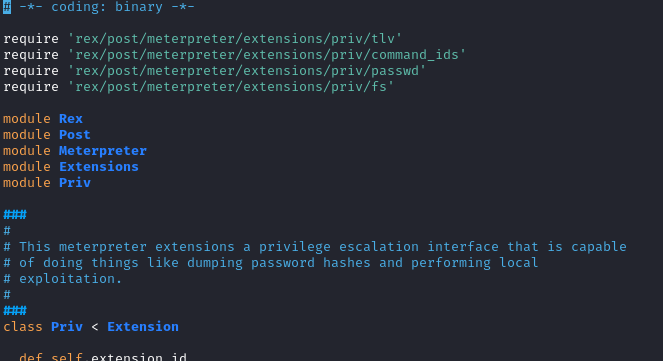 # -*- coding: binary -*-
require 'rex/post/meterpreter/extensions/priv/tlv'
require 'rex/post/meterpreter/extensions/priv/command_ids'
require 'rex/post/meterpreter/extensions/priv/passwd'
require 'rex/post/meterpreter/extensions/priv/fs'
module Rex
module Post
module Meterpreter
module Extensions
module Priv
###
#
# This meterpreter extensions a privilege escalation interface that is capable
# of doing things like dumping password hashes and performing local
# exploitation.
#
###
class Priv < Extension
def self.extension_id